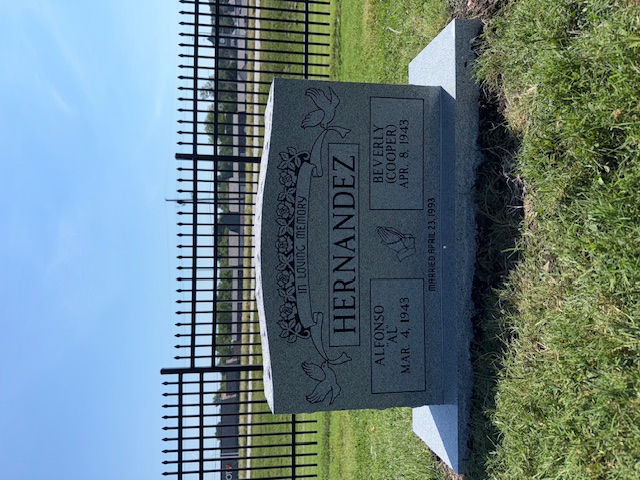 IN LOVING MEMORY
HERNANDEZ
ALFONSO
"AL"
MAR. 4, 1943
BEVERLY
(COOPER)
APR. 8, 1943
MARRIED APRIL 23, 1993